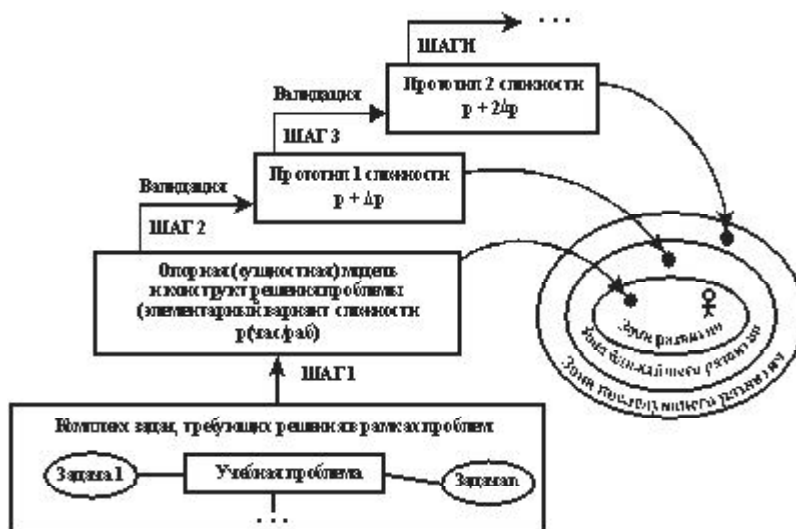 ШАГ N
· · ·
Прототип 2 сложности
p + 2Δp
Валидация
ШАГ 3
Прототип 1 сложности
p + Δp
Валидация
ШАГ 2
Опорная (сущностная) модель
и конструкт решения проблемы
(элементарный вариант сложности
p(час/раб)
ШАГ 1
Зона развития
Зона ближайшего развития
Зона последующего развития
Комплекс задач, требующих решения в рамках проблем
Задача 1
Учебная проблема
Задача n
· · ·